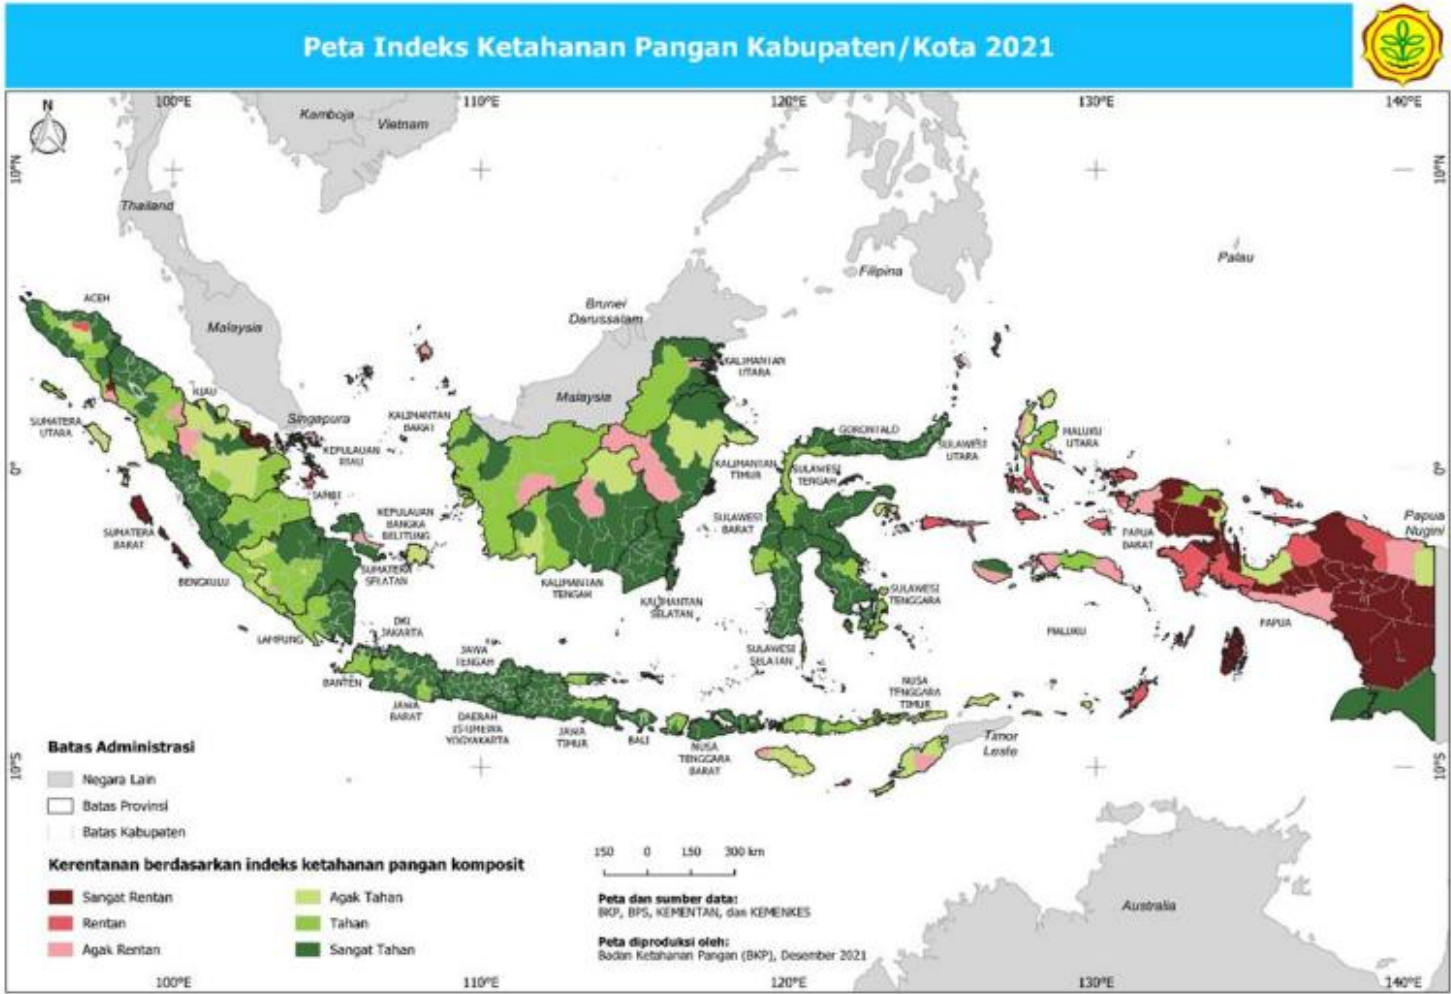 Peta Indeks Ketahanan Pangan Kabupaten/Kota 2021
N
100°E
110°E
120°E
130°E
140°E
10°N
10°N
Kamboja
Vietnam
Thailand
Palau
Filipina
ACEH
Brunei
Darussalam
Malaysia
KALIMANTAN
UTARA
Malaysia
RIAU
Singapura
SUMATERA
UTARA
KALIMANTAN
BARAT
KEPULAUAN
RIAU
GORONTALO
SULAWESI
UTARA
MALUKU
UTARA
0°
0°
KALIMANTAN
TIMUR
SULAWESI
TENGAH
JAMBI
KEPULAUAN
BANGKA
BELITUNG
SULAWESI
BARAT
SUMATERA
BARAT
PAPUA
BARAT
Papua
Nugini
BENGKULU
SUMATERA
SELATAN
KALIMANTAN
TENGAH
KALIMANTAN
SELATAN
SULAWESI
TENGGARA
PAPUA
MALUKU
LAMPUNG
DKI
JAKARTA
JAWA
TENGAH
SULAWESI
SELATAN
BANTEN
NUSA
TENGGARA
TIMUR
JAWA
BARAT
DAERAH
ISTIMEWA
YOGYAKARTA
JAWA
TIMUR
BALI
NUSA
TENGGARA
BARAT
Timor
Leste
10°S
10°S
Batas Administrasi
Negara Lain
Batas Provinsi
Batas Kabupaten
Kerentanan berdasarkan indeks ketahanan pangan komposit
Sangat Rentan
Rentan
Agak Rentan
Agak Tahan
Tahan
Sangat Tahan
150 0 150 300 km
Peta dan sumber data:
BKP, BPS, KEMENTAN, dan KEMENKES
Peta diproduksi oleh:
Badan Ketahanan Pangan (BKP), Desember 2021
Australia
100°E
110°E
120°E
130°E
140°E